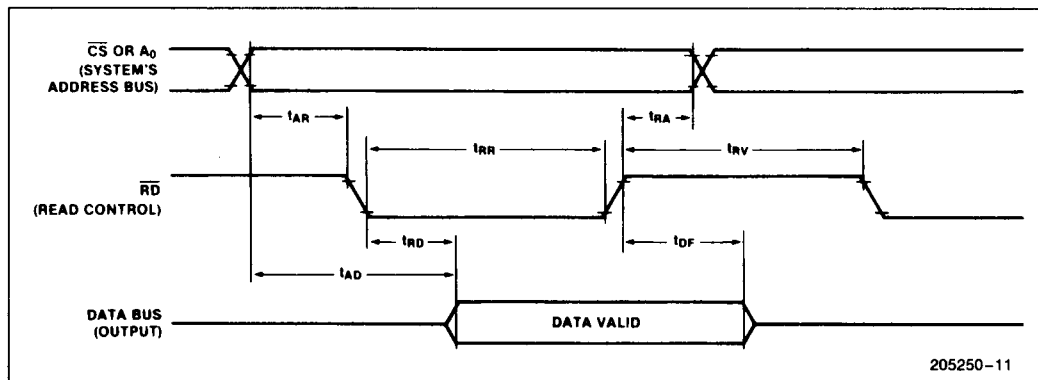 CS OR A0
(SYSTEM'S
ADDRESS BUS)
tAR
tRA
tRR
tRV
RD
(READ CONTROL)
tRD
tDF
tAD
DATA BUS
(OUTPUT)
DATA VALID
205250-11